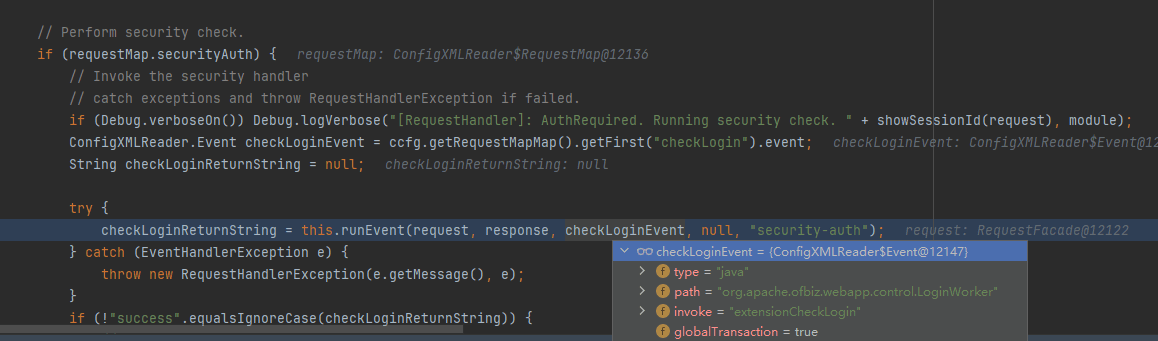 // Perform security check.
if (requestMap.securityAuth) { requestMap: ConfigXMLReader$RequestMap@12136
// Invoke the security handler
// catch exceptions and throw RequestHandlerException if failed.
if (Debug.verboseOn()) Debug.logVerbose("[RequestHandler]: AuthRequired. Running security check. " + showSessionId(request), module);
ConfigXMLReader.Event checkLoginEvent = ccfg.getRequestMapMap().getFirst("checkLogin").event; checkLoginEvent: ConfigXMLReader$Event@12
String checkLoginReturnString = null; checkLoginReturnString: null
try {
checkLoginReturnString = this.runEvent(request, response, checkLoginEvent, null, "security-auth"); request: RequestFacade@12122
} catch (EventHandlerException e) {
checkLoginEvent = {ConfigXMLReader$Event@12147}
throw new RequestHandlerException(e.getMessage(), e);
f type = "java"
}
f path = "org.apache.ofbiz.webapp.control.LoginWorker"
if (!"success".equalsIgnoreCase(checkLoginReturnString)) {
f invoke = "extensionCheckLogin"
f globalTransaction = true